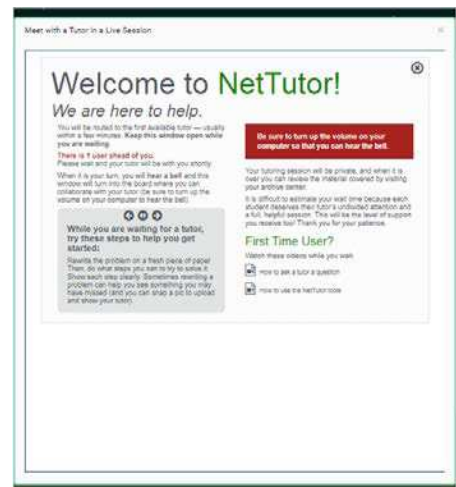 Meet with a Tutor in a Live Session
Welcome to NetTutor!
We are here to help.
You will be routed to the first available tutor — usually
within a few minutes. Keep this window open while
you are waiting.
There is 1 user ahead of you.
Please wait and your tutor will be with you shortly.
When it is your turn, you will hear a bell and this
window will turn into the board where you can
collaborate with your tutor (be sure to turn up the
volume on your computer to hear the bell).
While you are waiting for a tutor,
try these steps to help you get
started:
Rewrite the problem on a fresh piece of paper.
Then, do what steps you can to try to solve it.
Show each step clearly. Sometimes rewriting a
problem can help you see something you may
have missed (and you can snap a pic to upload
and show your tutor).
Be sure to turn up the volume on your
computer so that you can hear the bell.
Your tutoring session will be private, and when it is
over you can review the material covered by visiting
your archive center.
It is difficult to estimate your wait time because each
student deserves their tutor's undivided attention and
a full, helpful session. This will be the level of support
you receive too! Thank you for your patience.
First Time User?
Watch these videos while you wait.
How to ask a tutor a question
How to use the NetTutor tools